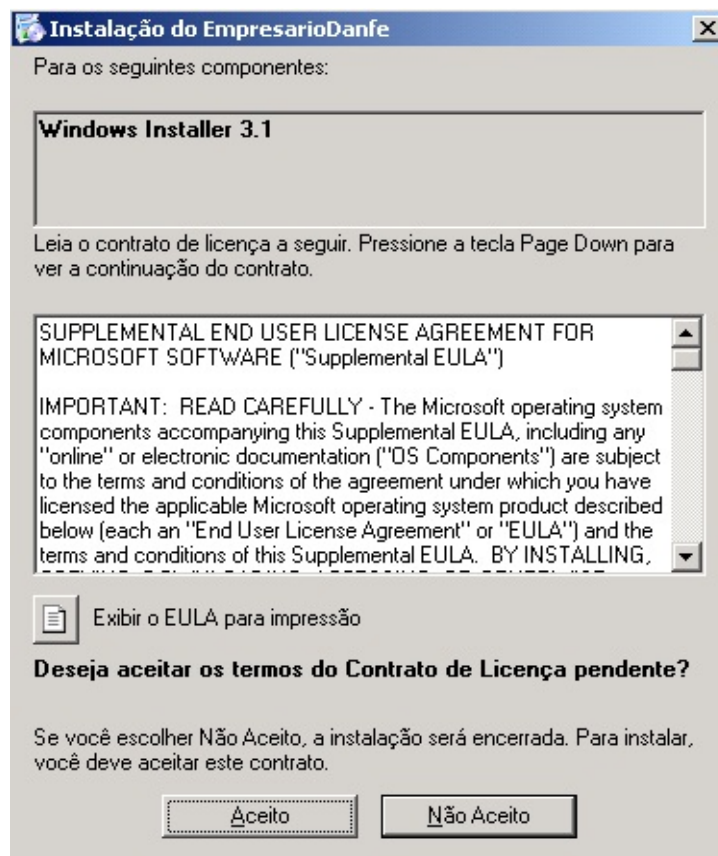 Instalação do EmpresarioDanfe
Para os seguintes componentes:
Windows Installer 3.1
Leia o contrato de licença a seguir. Pressione a tecla Page Down para
ver a continuação do contrato.
SUPPLEMENTAL END USER LICENSE AGREEMENT FOR
MICROSOFT SOFTWARE ("Supplemental EULA")
IMPORTANT: READ CAREFULLY - The Microsoft operating system
components accompanying this Supplemental EULA, including any
"online" or electronic documentation ("OS Components") are subject
to the terms and conditions of the agreement under which you have
licensed the applicable Microsoft operating system product described
below (each an "End User License Agreement" or "EULA") and the
terms and conditions of this Supplemental EULA. BY INSTALLING,
Exibir o EULA para impressão
Deseja aceitar os termos do Contrato de Licença pendente?
Se você escolher Não Aceito, a instalação será encerrada. Para instalar,
você deve aceitar este contrato.
Aceito
Não Aceito